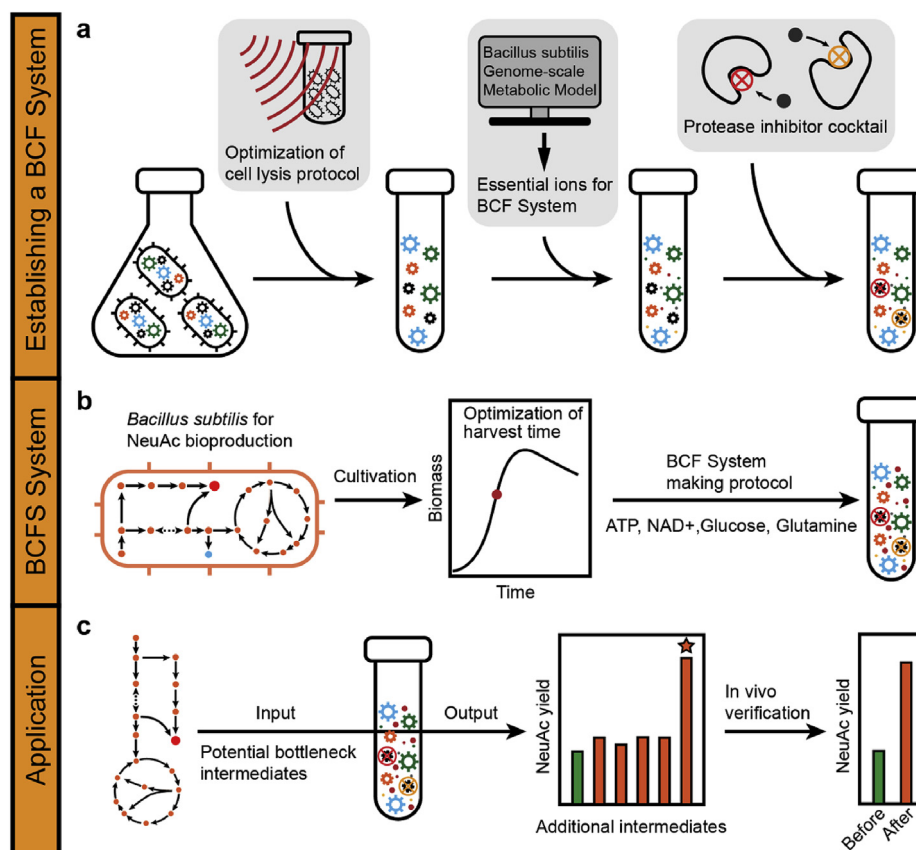 Establishing a BCF System
a
Optimization of
cell lysis protocol
Bacillus subtilis
Genome-scale
Metabolic Model
Essential ions for
BCF System
Protease inhibitor cocktail
BCFS System
b
Bacillus subtilis for
NeuAc bioproduction
Cultivation
Biomass
Optimization of
harvest time
Time
BCF System
making protocol
ATP, NAD+,Glucose, Glutamine
Application
c
Input
Potential bottleneck
intermediates
Output
NeuAc yield
Additional intermediates
In vivo
verification
NeuAc yield
Before
After